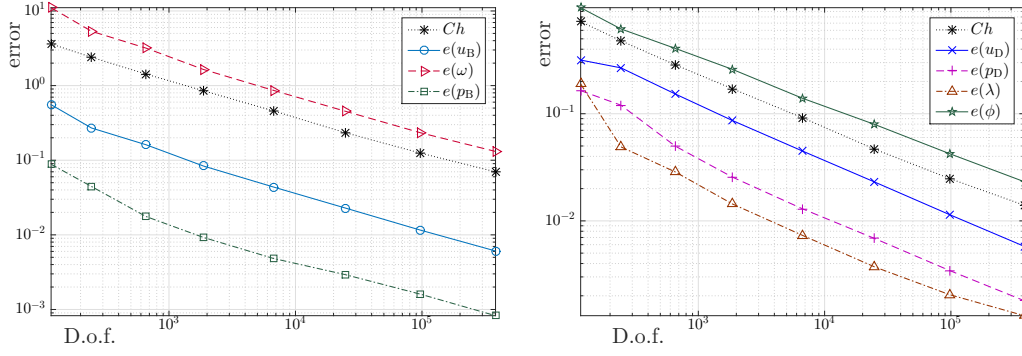 error
10^1
10^0
10^-1
10^-2
10^-3
10^3
10^4
10^5
D.o.f.
Ch
e(u_B)
e(ω)
e(p_B)
error
10^-1
10^-2
10^3
10^4
10^5
D.o.f.
Ch
e(u_D)
e(p_D)
e(λ)
e(ϕ)